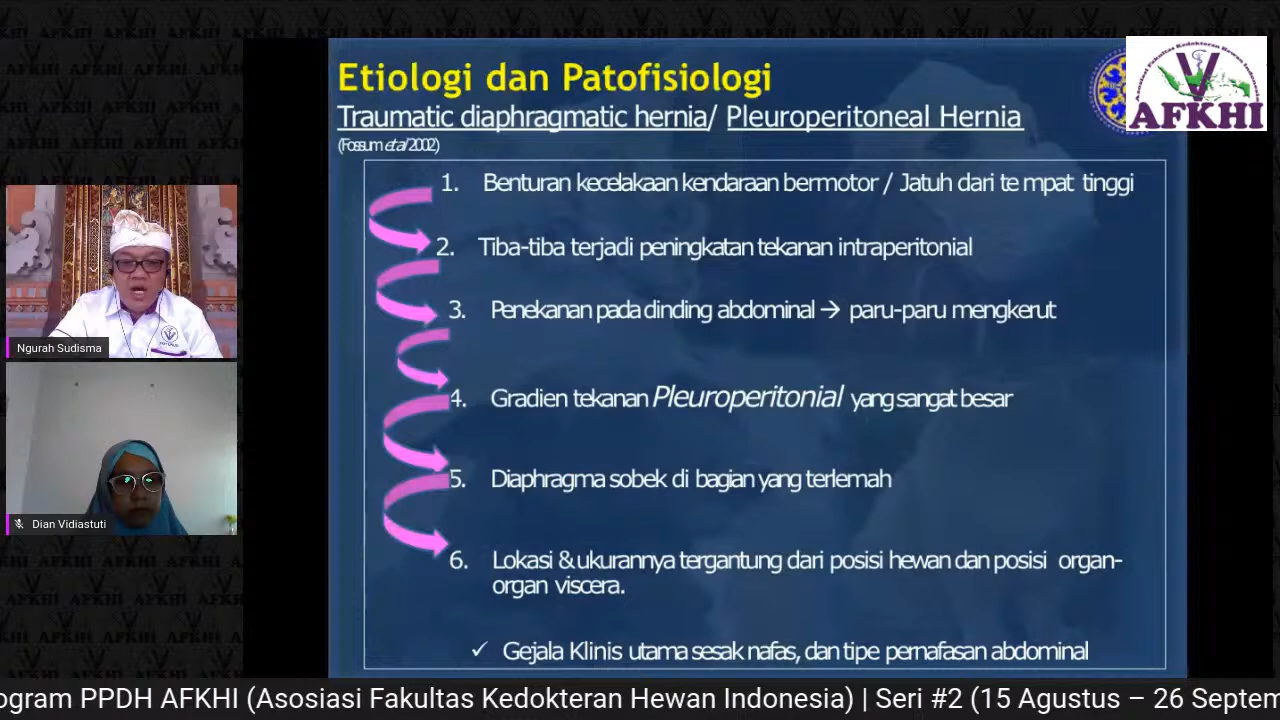 Etiologi dan Patofisiologi
Traumatic diaphragmatic hernia/ Pleuroperitoneal Hernia
(Fossum et al 2002)
1. Benturan kecelakaan kendaraan bermotor / Jatuh dari te mpat tinggi
2. Tiba-tiba terjadi peningkatan tekanan intraperitonial
3. Penekanan pada dinding abdominal → paru-paru mengkerut
4. Gradien tekanan Pleuroperitonial yang sangat besar
5. Diaphragma sobek di bagian yang terlemah
6. Lokasi & ukurannya tergantung dari posisi hewan dan posisi organ-
organ viscera.
✓ Gejala Klinis utama sesak nafas, dan tipe pernafasan abdominal
AFKHI
Ngurah Sudisma
Dian Vidiastuti
ogram PPDH AFKHI (Asosiasi Fakultas Kedokteran Hewan Indonesia) | Seri #2 (15 Agustus – 26 Septem